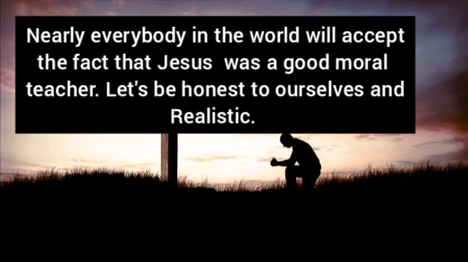 Nearly everybody in the world will accept
the fact that Jesus was a good moral
teacher. Let's be honest to ourselves and
Realistic.